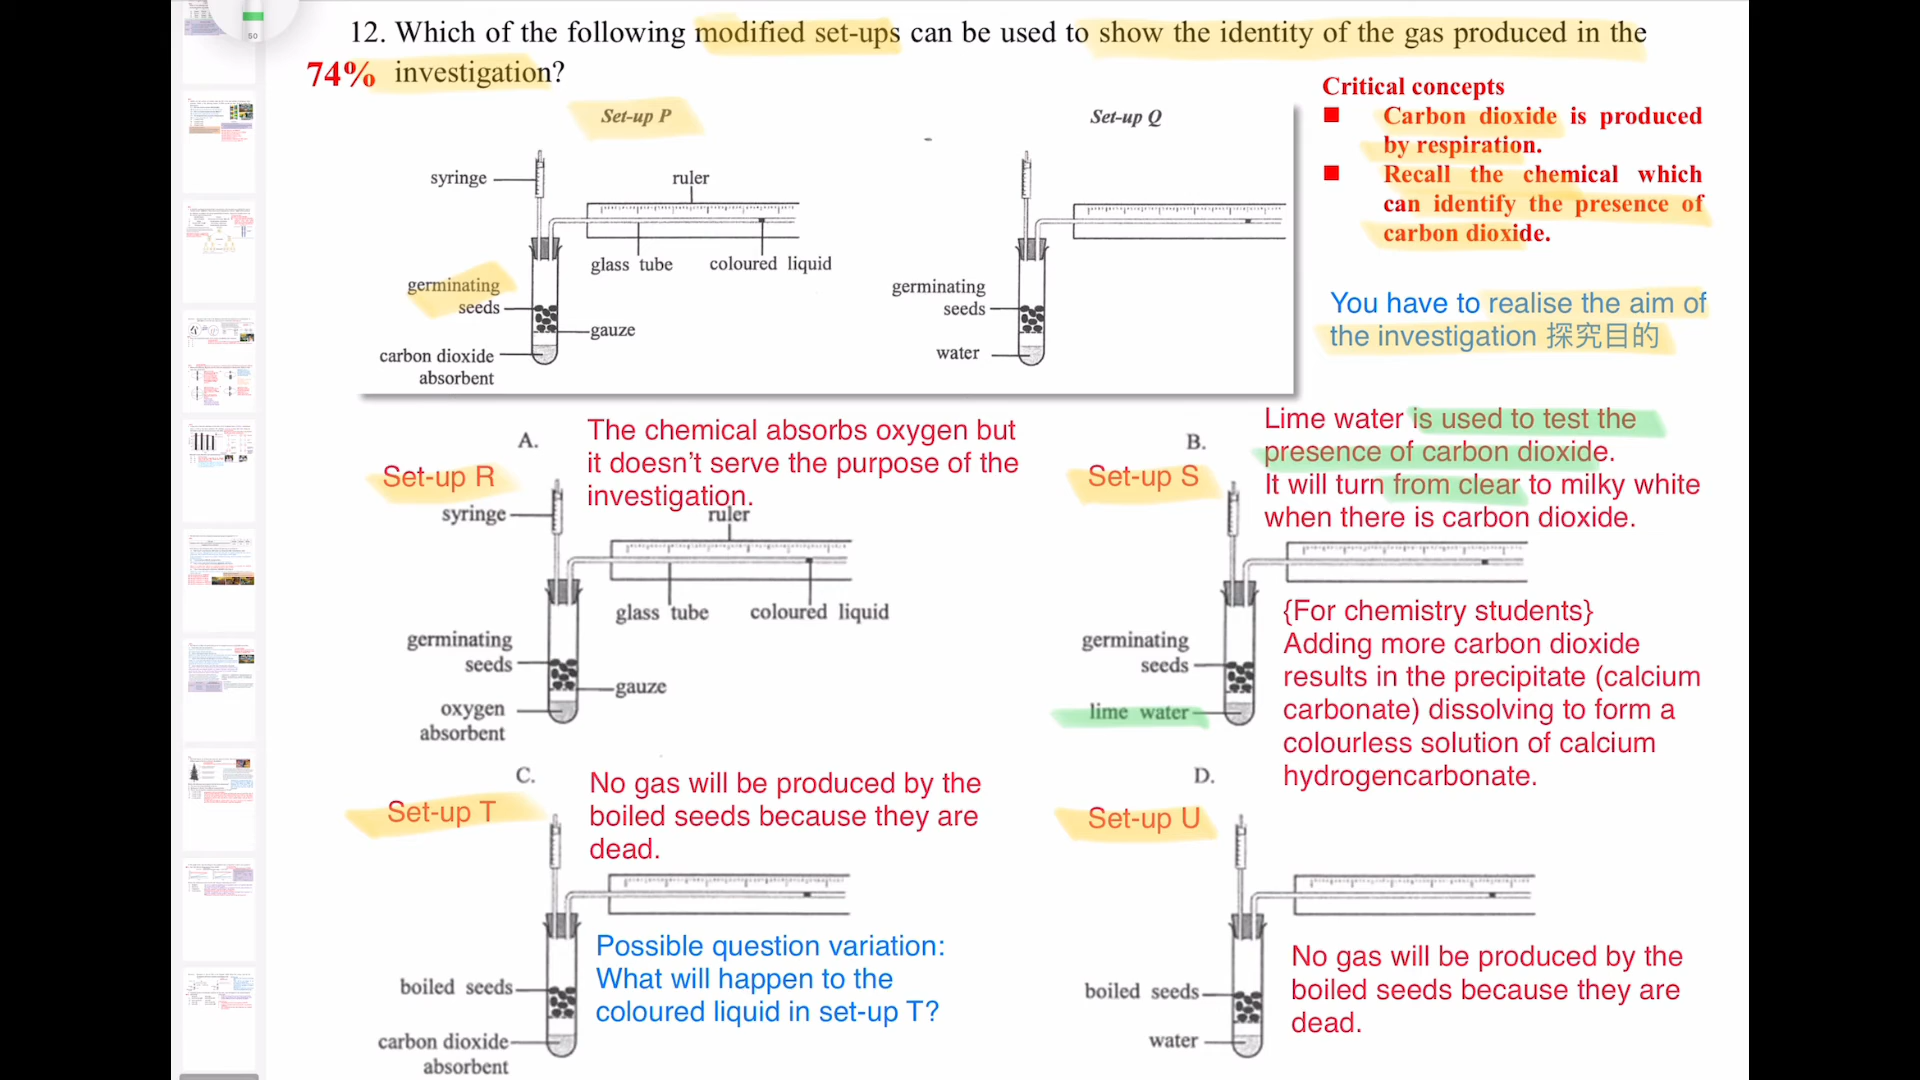 50
12. Which of the following modified set-ups can be used to show the identity of the gas produced in the
74% investigation?
Critical concepts
■ Carbon dioxide is produced
by respiration.
■ Recall the chemical which
can identify the presence of
carbon dioxide.
You have to realise the aim of
the investigation 探究目的
Set-up P
syringe
ruler
glass tube
coloured liquid
germinating
seeds
gauze
carbon dioxide
absorbent
Set-up Q
germinating
seeds
water
A.
Set-up R
The chemical absorbs oxygen but
it doesn’t serve the purpose of the
investigation.
syringe
ruler
glass tube
coloured liquid
germinating
seeds
gauze
oxygen
absorbent
B.
Set-up S
Lime water is used to test the
presence of carbon dioxide.
It will turn from clear to milky white
when there is carbon dioxide.
germinating
seeds
lime water
{For chemistry students}
Adding more carbon dioxide
results in the precipitate (calcium
carbonate) dissolving to form a
colourless solution of calcium
hydrogencarbonate.
C.
Set-up T
No gas will be produced by the
boiled seeds because they are
dead.
Possible question variation:
What will happen to the
coloured liquid in set-up T?
boiled seeds
carbon dioxide
absorbent
D.
Set-up U
boiled seeds
water
No gas will be produced by the
boiled seeds because they are
dead.